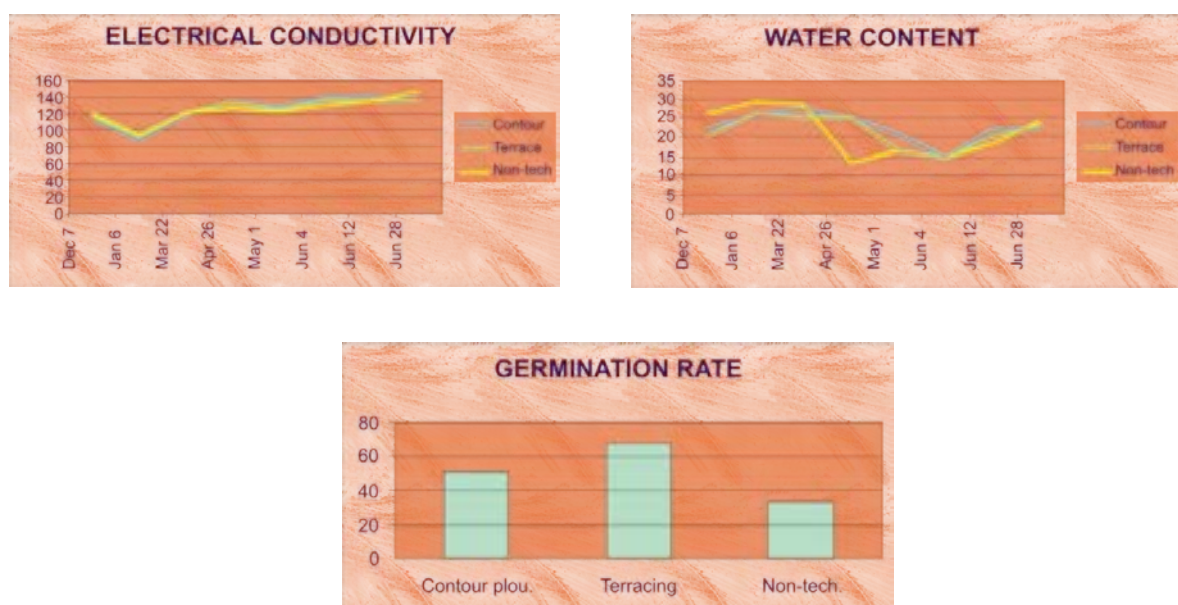 ELECTRICAL CONDUCTIVITY
160
140
120
100
80
60
40
20
0
Dec 7
Jan 6
Mar 22
Apr 26
May 1
Jun 4
Jun 12
Jun 28
Contour
Terrace
Non-tech
WATER CONTENT
35
30
25
20
15
10
5
0
Dec 7
Jan 6
Mar 22
Apr 26
May 1
Jun 4
Jun 12
Jun 28
Contour
Terrace
Non-tech
GERMINATION RATE
80
60
40
20
0
Contour plou.
Terracing
Non-tech.